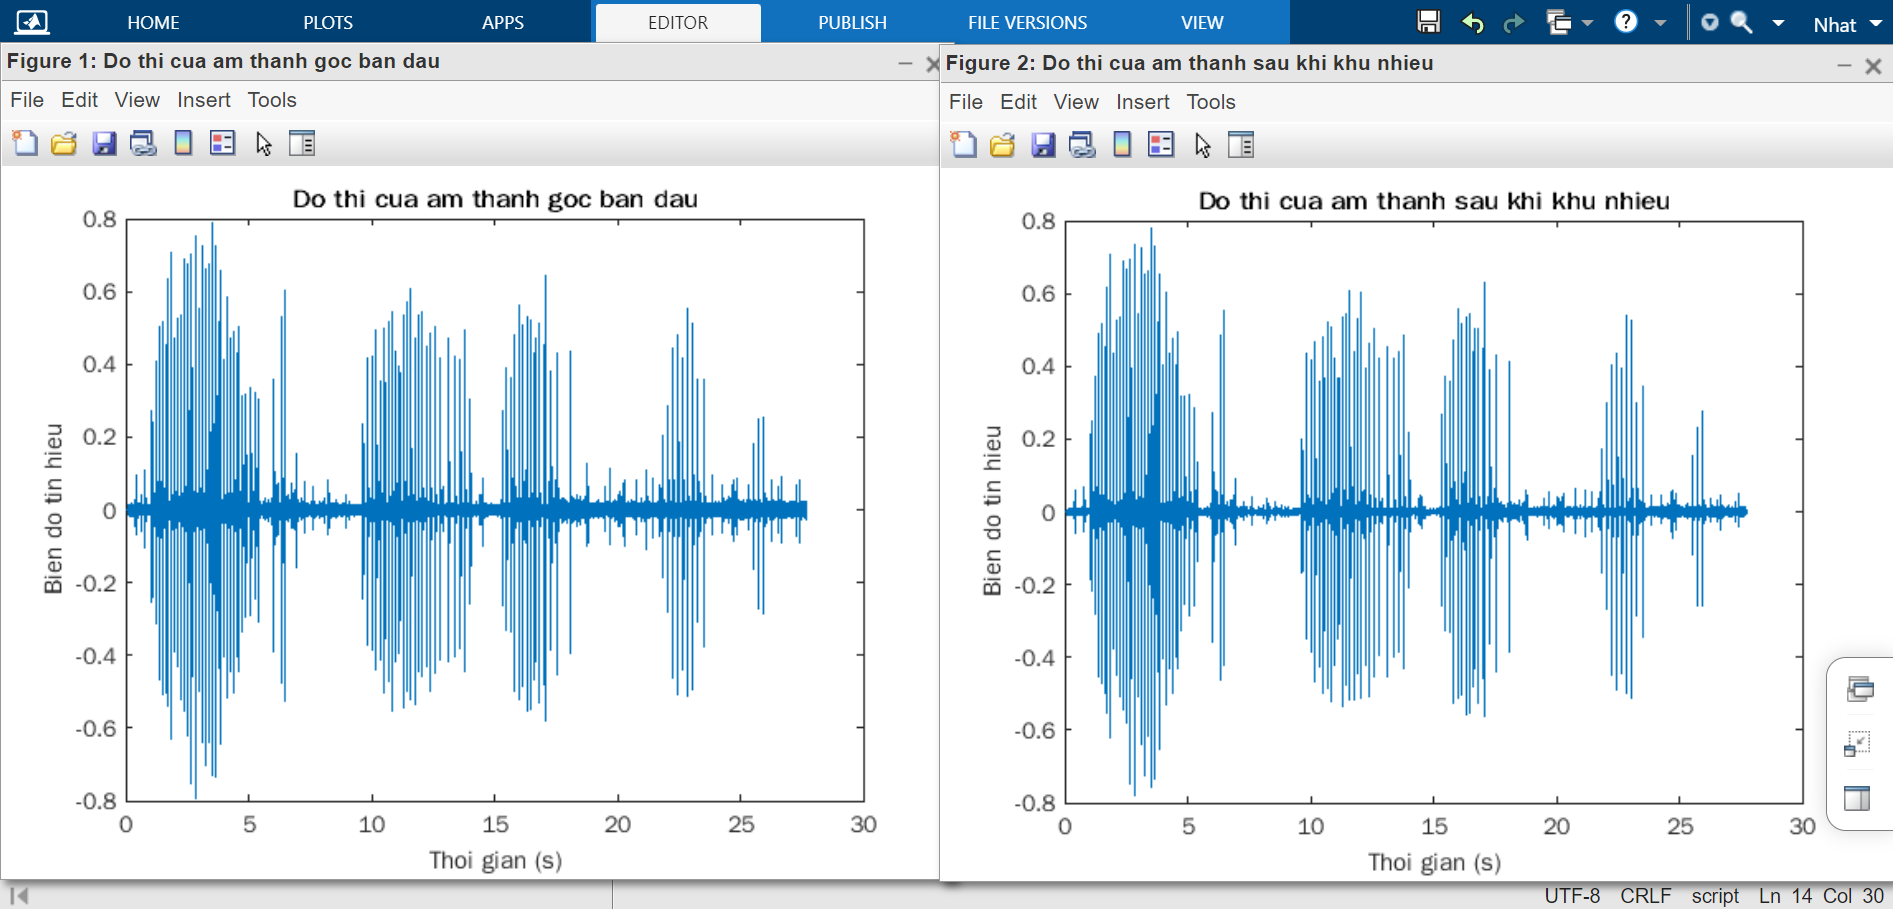 HOME PLOTS APPS EDITOR PUBLISH FILE VERSIONS VIEW Nhat
Figure 1: Do thi cua am thanh goc ban dau
File Edit View Insert Tools
Do thi cua am thanh goc ban dau
0.8
0.6
0.4
0.2
0
-0.2
-0.4
-0.6
-0.8
Bien do tin hieu
0 5 10 15 20 25 30
Thoi gian (s)
Figure 2: Do thi cua am thanh sau khi khu nhieu
File Edit View Insert Tools
Do thi cua am thanh sau khi khu nhieu
0.8
0.6
0.4
0.2
0
-0.2
-0.4
-0.6
-0.8
Bien do tin hieu
0 5 10 15 20 25 30
Thoi gian (s)
UTF-8 CRLF script Ln 14 Col 30